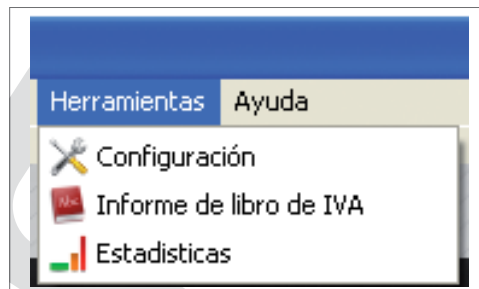 Herramientas Ayuda
Configuración
Informe de libro de IVA
Estadisticas